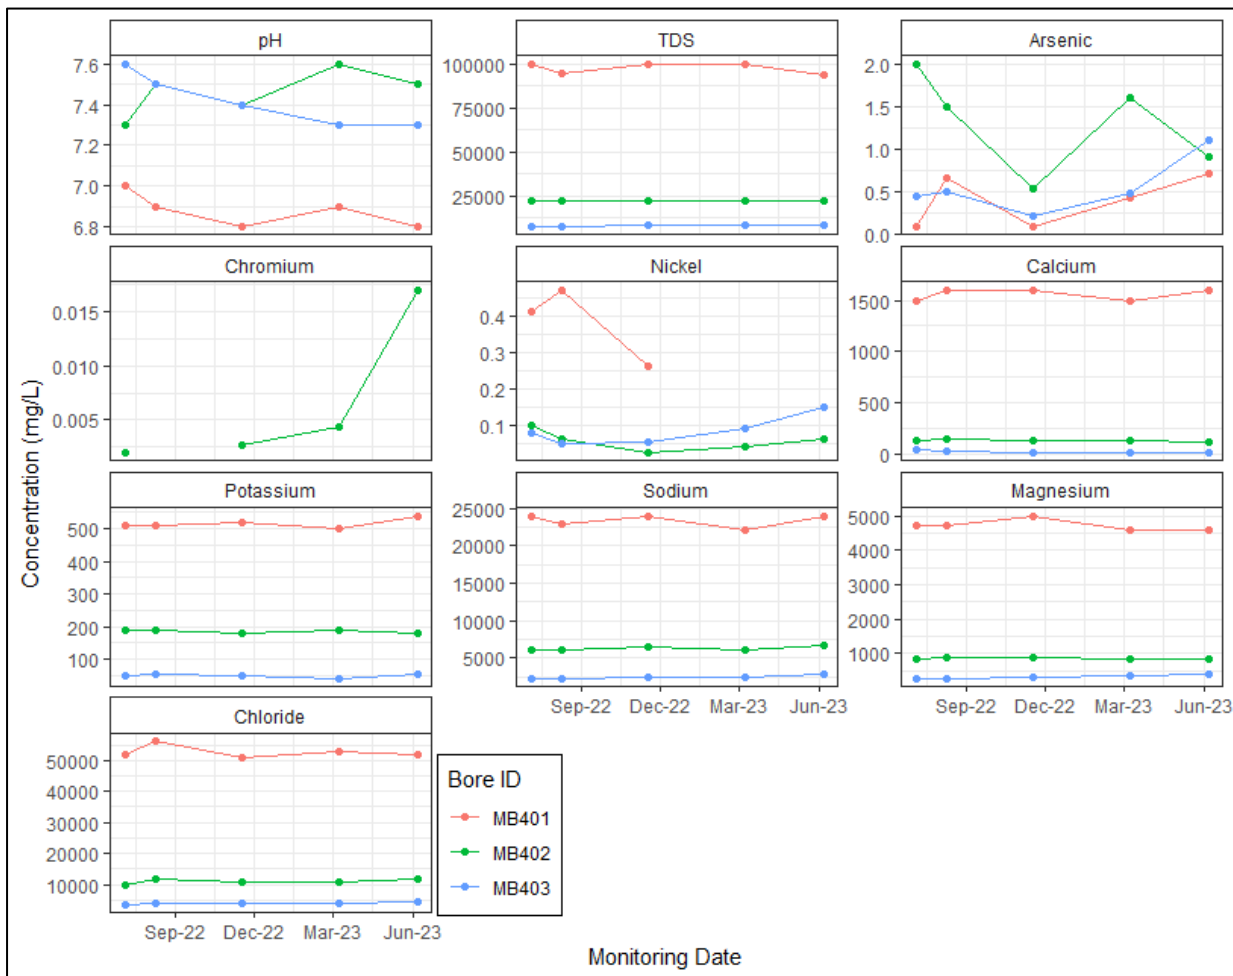 pH
TDS
Arsenic
7.6
7.4
7.2
7.0
6.8
100000
75000
50000
25000
2.0
1.5
1.0
0.5
0.0
Chromium
Nickel
Calcium
0.015
0.010
0.005
0.4
0.3
0.2
0.1
1500
1000
500
0
Potassium
Sodium
Magnesium
500
400
300
200
100
25000
20000
15000
10000
5000
5000
4000
3000
2000
1000
Sep-22 Dec-22 Mar-23 Jun-23
Sep-22 Dec-22 Mar-23 Jun-23
Chloride
50000
40000
30000
20000
10000
Sep-22 Dec-22 Mar-23 Jun-23
Bore ID
MB401
MB402
MB403
Concentration (mg/L)
Monitoring Date